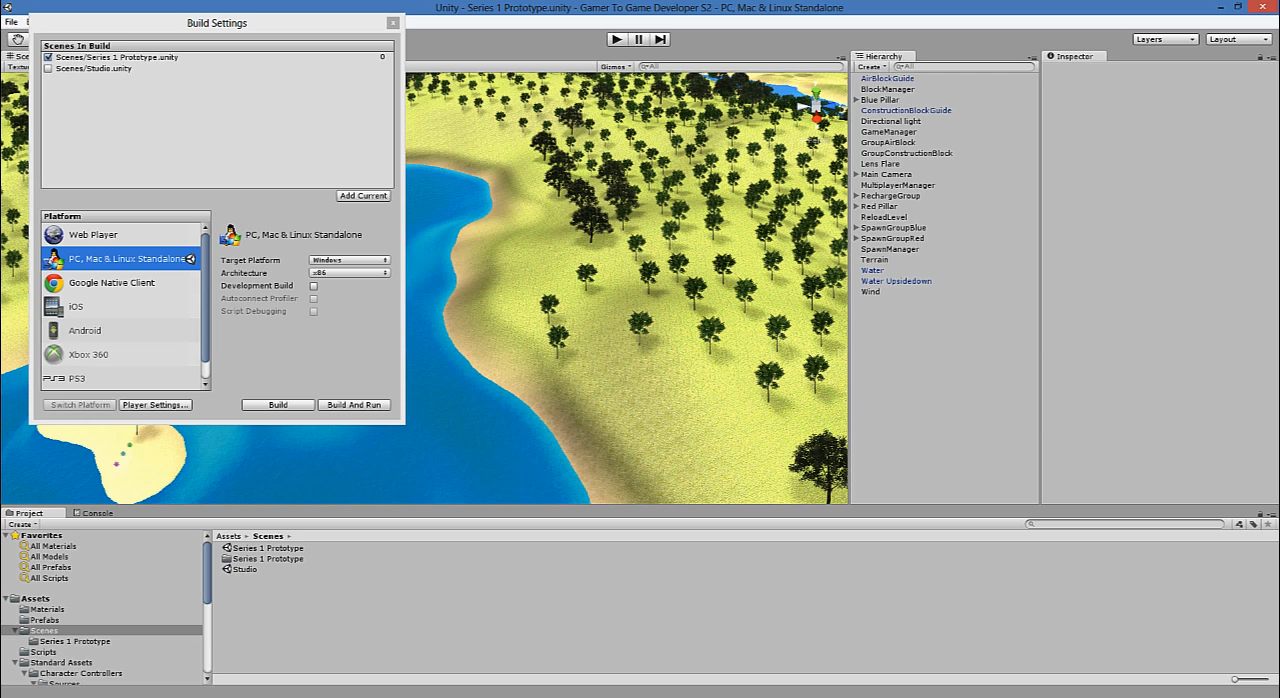 Unity - Series 1 Prototype.unity - Gamer To Game Developer S2 - PC, Mac & Linux Standalone
File
Build Settings
x
Scenes In Build
Scenes/Series 1 Prototype.unity 0
Scenes/Studio.unity
Add Current
Platform
Web Player
PC, Mac & Linux Standalone
Google Native Client
iOS
Android
Xbox 360
PS3
PS3
Switch Platform
Player Settings...
PC, Mac & Linux Standalone
Target Platform Windows
Architecture x86
Development Build
Autoconnect Profiler
Script Debugging
Build
Build And Run
Gizmos
All
Layers
Layout
Hierarchy
Create
All
AirBlockGuide
BlockManager
Blue Pillar
ConstructionBlockGuide
Directional light
GameManager
GroupAirBlock
GroupConstructionBlock
Lens Flare
Main Camera
MultiplayerManager
RechargeGroup
Red Pillar
ReloadLevel
SpawnGroupBlue
SpawnGroupRed
SpawnManager
Terrain
Water
Water Upsidedown
Wind
Inspector
Project
Console
Create
Favorites
All Materials
All Models
All Prefabs
All Scripts
Assets
Materials
Prefabs
Scenes
Series 1 Prototype
Scripts
Standard Assets
Character Controllers
Sources
Assets Scenes
Series 1 Prototype
Series 1 Prototype
Studio